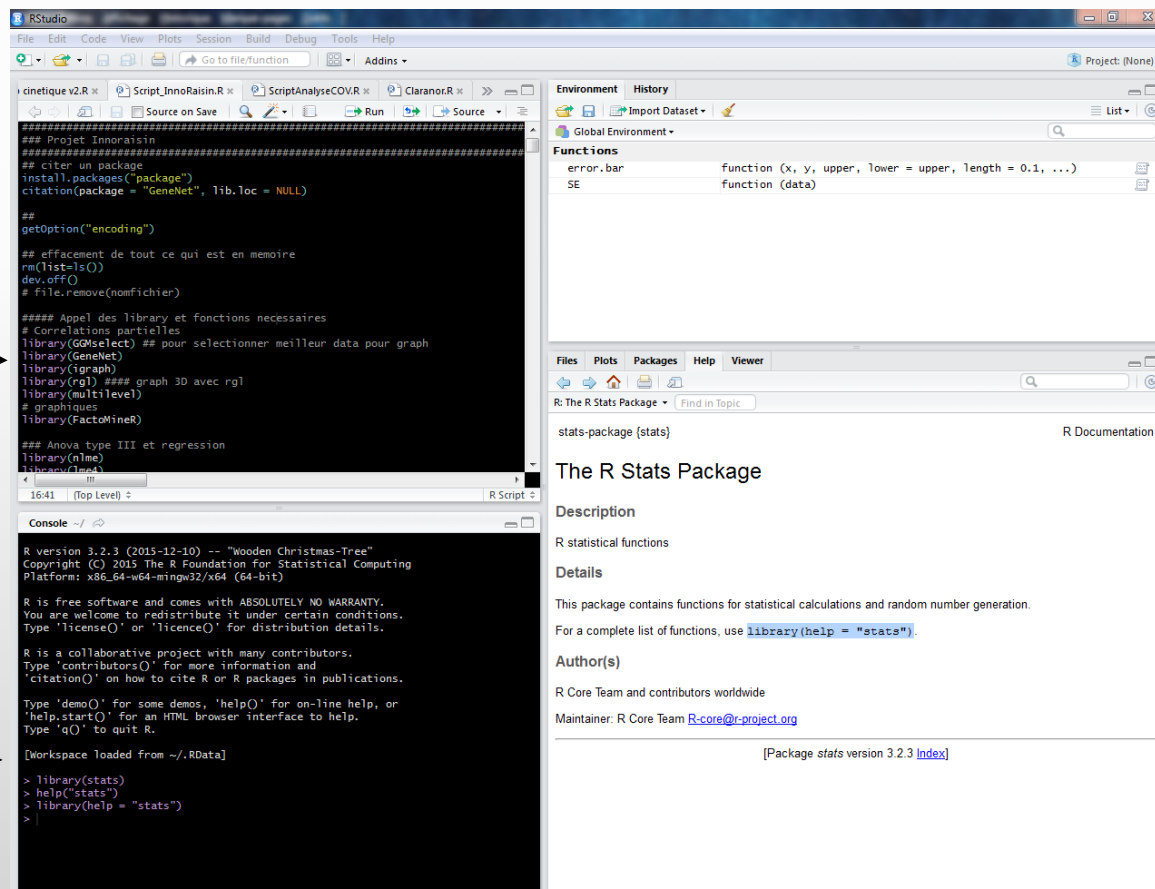 RStudio
File Edit Code View Plots Session Build Debug Tools Help
Go to file/function Addins Project: (None)
cinetique v2.R Script_InnoRaisin.R ScriptAnalyseCOV.R Claranor.R
Source on Save Run Source
################################################################################
### Projet Innoraisin
################################################################################
## citer un package
install.packages("package")
citation(package = "GeneNet", lib.loc = NULL)
##
getOption("encoding")
## effacement de tout ce qui est en memoire
rm(list=ls())
dev.off()
# file.remove(nomfichier)
##### Appel des library et fonctions necessaires
# Correlations partielles
library(GGMselect) ## pour selectionner meilleur data pour graph
library(GeneNet)
library(igraph)
library(rgl) #### graph 3D avec rgl
library(multilevel)
# graphiques
library(FactoMineR)
### Anova type III et regression
library(nlme)
library(lme4)
16:41 (Top Level) R Script
Console ~/
R version 3.2.3 (2015-12-10) -- "Wooden Christmas-Tree"
Copyright (C) 2015 The R Foundation for Statistical Computing
Platform: x86_64-w64-mingw32/x64 (64-bit)
R is free software and comes with ABSOLUTELY NO WARRANTY.
You are welcome to redistribute it under certain conditions.
Type 'license()' or 'licence()' for distribution details.
R is a collaborative project with many contributors.
Type 'contributors()' for more information and
'citation()' on how to cite R or R packages in publications.
Type 'demo()' for some demos, 'help()' for on-line help, or
'help.start()' for an HTML browser interface to help.
Type 'q()' to quit R.
[Workspace loaded from ~/.RData]
> library(stats)
> help("stats")
> library(help = "stats")
>
Environment History
Import Dataset List
Global Environment
Functions
error.bar function (x, y, upper, lower = upper, length = 0.1, ...)
SE function (data)
Files Plots Packages Help Viewer
R: The R Stats Package Find in Topic
stats-package {stats} R Documentation
The R Stats Package
Description
R statistical functions
Details
This package contains functions for statistical calculations and random number generation.
For a complete list of functions, use library(help = "stats").
Author(s)
R Core Team and contributors worldwide
Maintainer: R Core Team R-core@r-project.org
[Package stats version 3.2.3 Index]